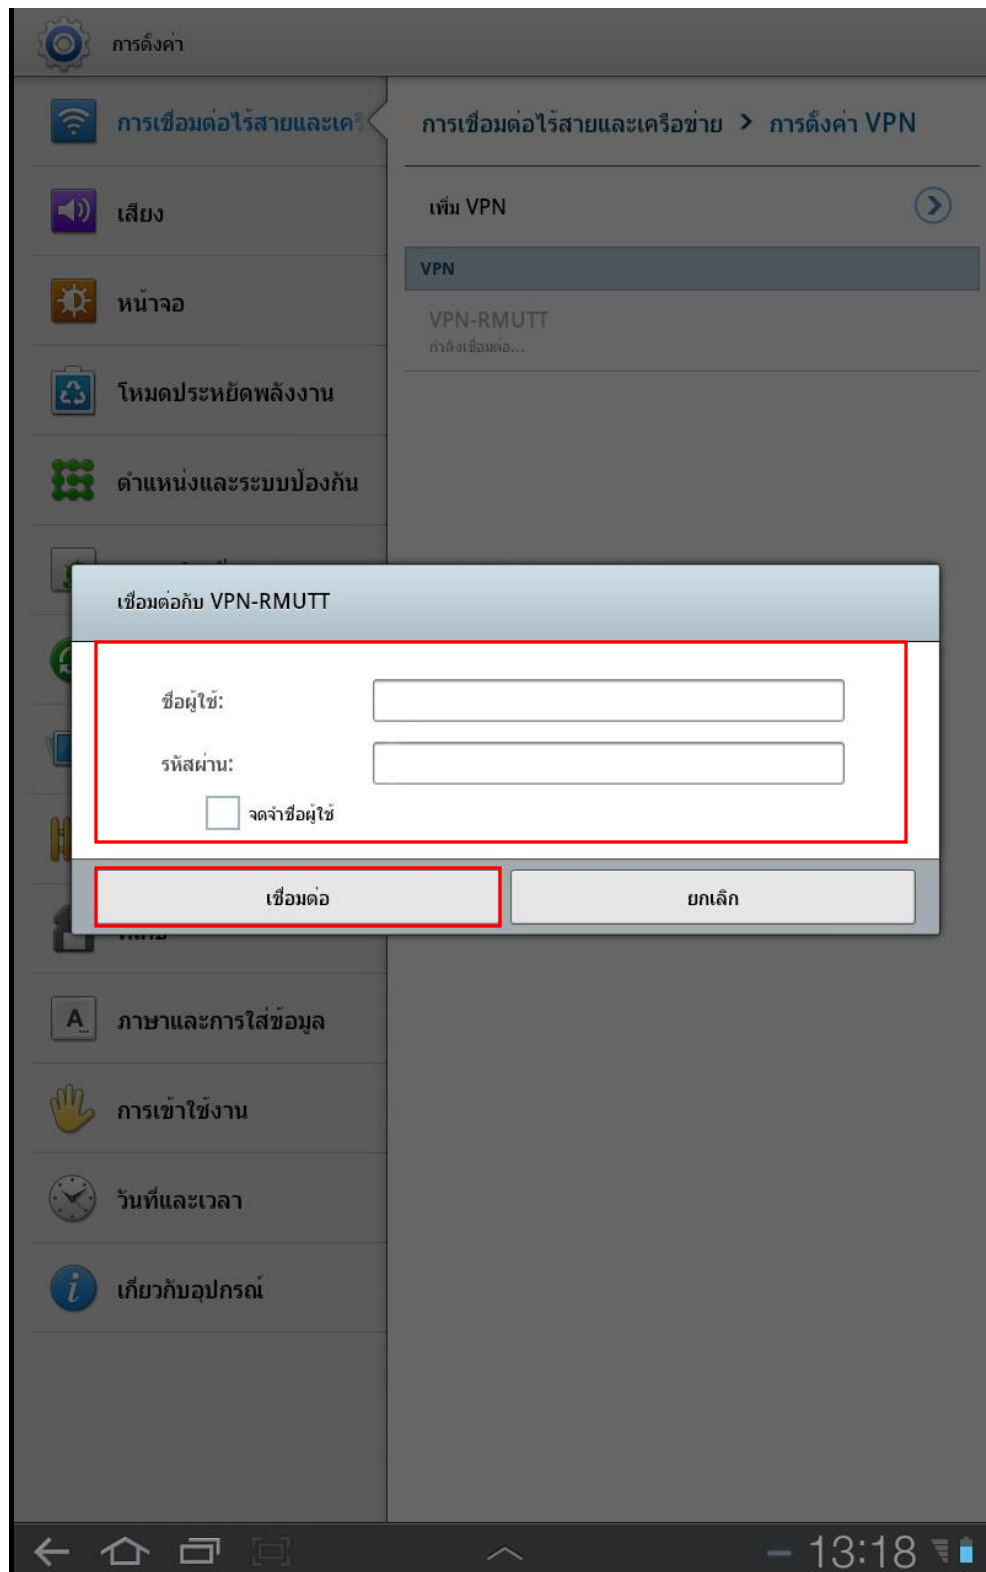 การตั้งค่า
การเชื่อมต่อไร้สายและเครื
การเชื่อมต่อไร้สายและเครือข่าย > การตั้งค่า VPN
เสียง
เพิ่ม VPN
VPN
หน้าจอ
VPN-RMUTT
กำลังเชื่อมต่อ...
โหมดประหยัดพลังงาน
ตำแหน่งและระบบป้องกัน
เชื่อมต่อกับ VPN-RMUTT
ชื่อผู้ใช้:
รหัสผ่าน:
จดจำชื่อผู้ใช้
เชื่อมต่อ
ยกเลิก
A
ภาษาและการใส่ข้อมูล
การเข้าใช้งาน
วันที่และเวลา
เกี่ยวกับอุปกรณ์
13:18